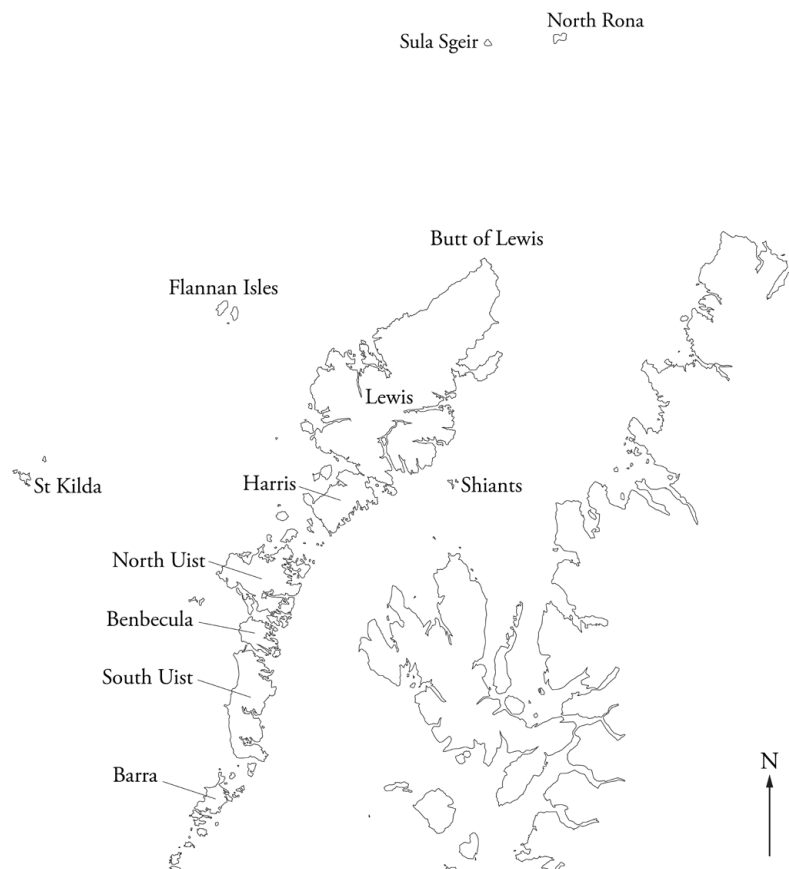 North Rona
Sula Sgeir
Butt of Lewis
Flannan Isles
Lewis
Harris
St Kilda
Shiants
North Uist
Benbecula
South Uist
N
Barra